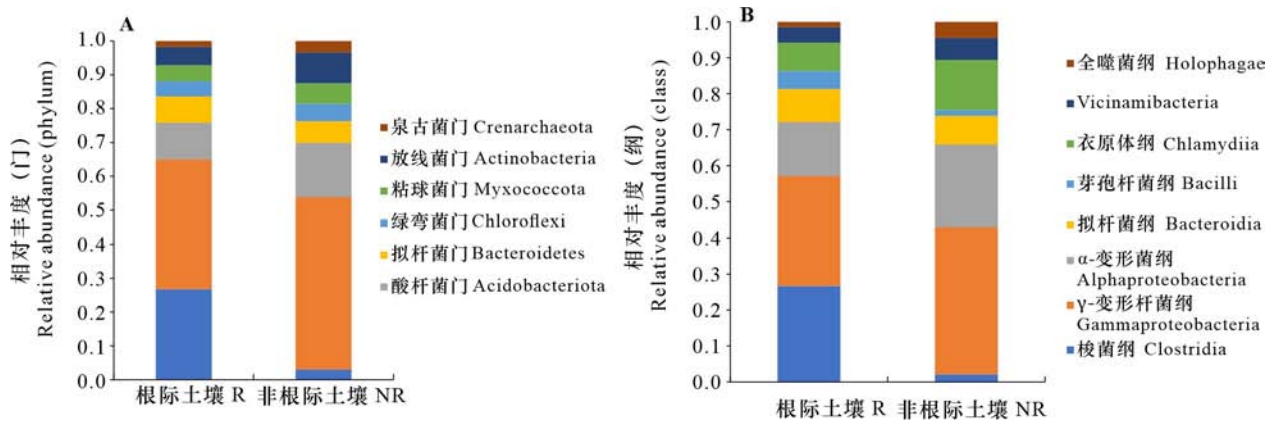 A
相对丰度（门）
Relative abundance (phylum)
1.0
0.9
0.8
0.7
0.6
0.5
0.4
0.3
0.2
0.1
0.0
根际土壤 R
非根际土壤 NR
泉古菌门 Crenarchaeota
放线菌门 Actinobacteria
粘球菌门 Myxococcota
绿弯菌门 Chloroflexi
拟杆菌门 Bacteroidetes
酸杆菌门 Acidobacteriota
B
相对丰度（纲）
Relative abundance (class)
1.0
0.9
0.8
0.7
0.6
0.5
0.4
0.3
0.2
0.1
0.0
根际土壤 R
非根际土壤 NR
全噬菌纲 Holophagae
Vicinamibacteria
衣原体纲 Chlamydiia
芽孢杆菌纲 Bacilli
拟杆菌纲 Bacteroidia
α-变形菌纲
Alphaproteobacteria
γ-变形杆菌纲
Gammaproteobacteria
梭菌纲 Clostridia